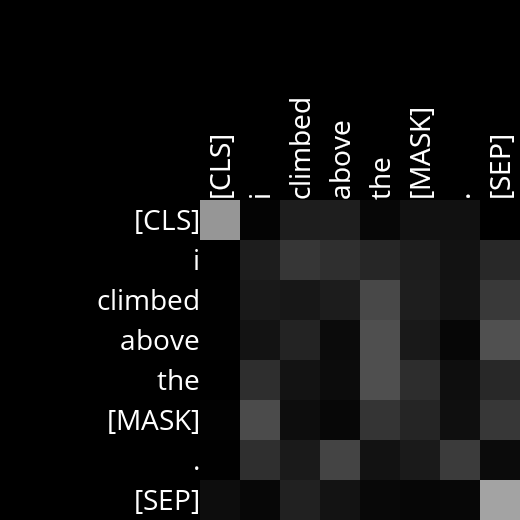 [CLS] i climbed above the [MASK] . [SEP]
[CLS]
i
climbed
above
the
[MASK]
.
[SEP]